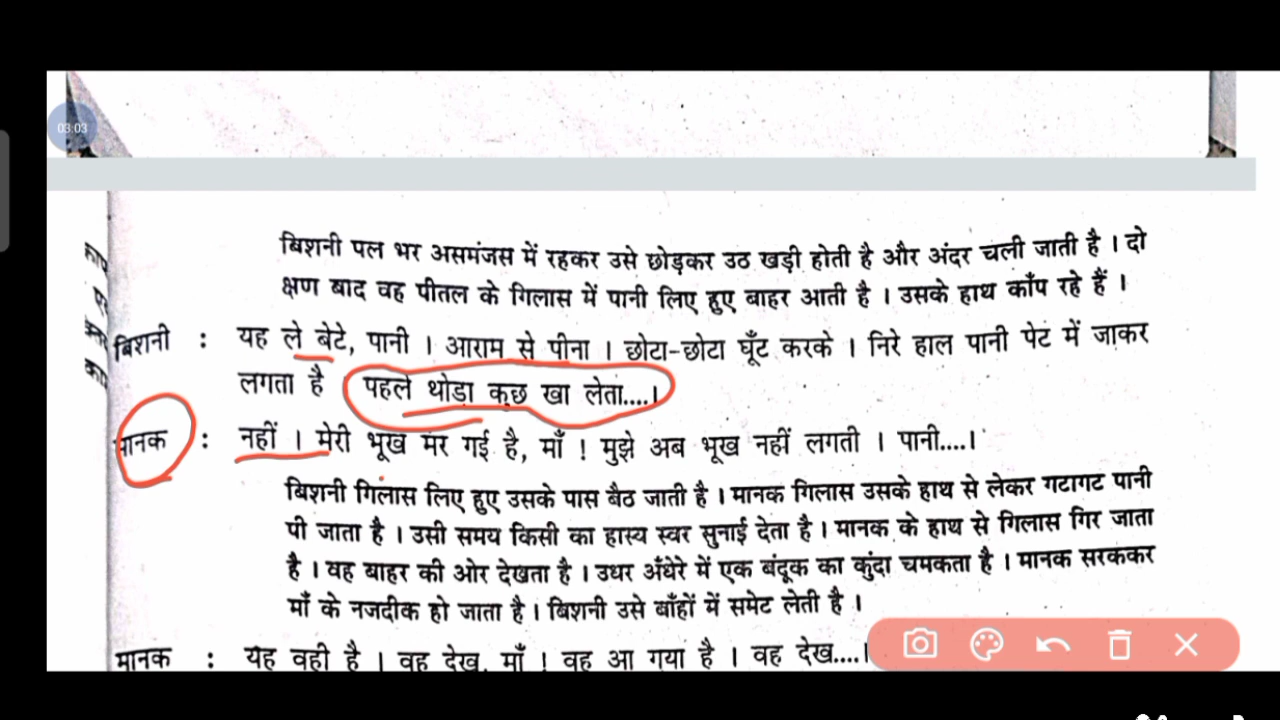 03:03
बिशनी पल भर असमंजस में रहकर उसे छोड़कर उठ खड़ी होती है और अंदर चली जाती है । दो
क्षण बाद वह पीतल के गिलास में पानी लिए हुए बाहर आती है । उसके हाथ काँप रहे हैं ।
बिशनी : यह ले बेटे, पानी । आराम से पीना । छोटा-छोटा घूँट करके । निरे हाल पानी पेट में जाकर
लगता है पहले थोड़ा कुछ खा लेता....।
मानक : नहीं । मेरी भूख मर गई है, माँ ! मुझे अब भूख नहीं लगती । पानी....।
बिशनी गिलास लिए हुए उसके पास बैठ जाती है । मानक गिलास उसके हाथ से लेकर गटागट पानी
पी जाता है । उसी समय किसी का हास्य स्वर सुनाई देता है । मानक के हाथ से गिलास गिर जाता
है । वह बाहर की ओर देखता है । उधर अँधेरे में एक बंदूक का कुंदा चमकता है । मानक सरककर
माँ के नजदीक हो जाता है । बिशनी उसे बाँहों में समेट लेती है ।
मानक : यह वही है । वह देख, माँ ! वह आ गया है । वह देख....।